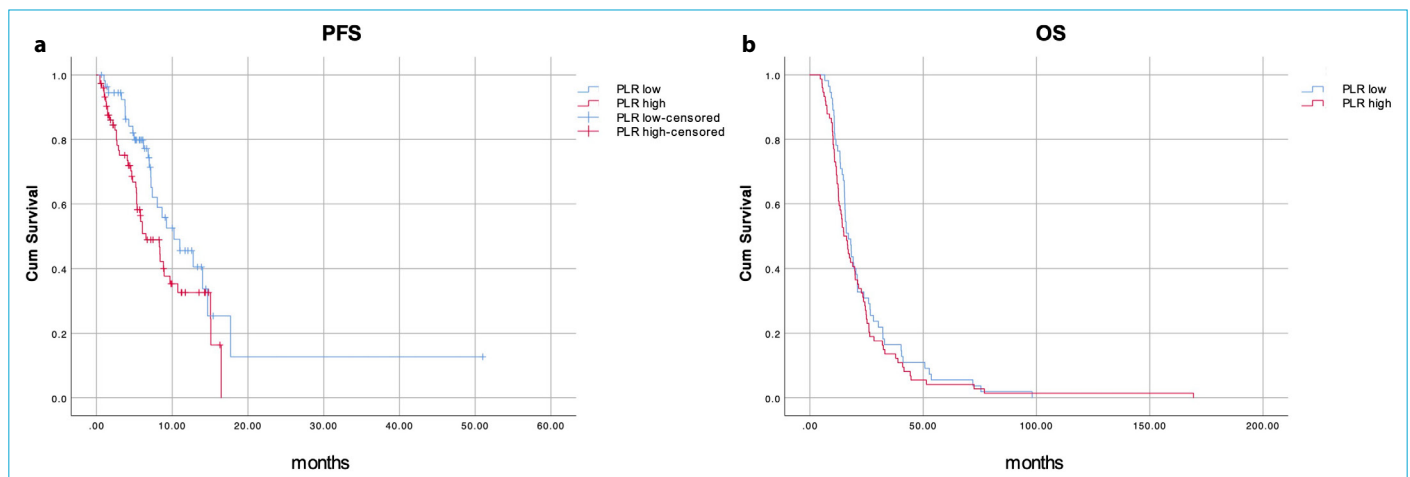 a
PFS
1.0
0.8
0.6
0.4
0.2
0.0
Cum Survival
.00 10.00 20.00 30.00 40.00 50.00 60.00
months
PLR low
PLR high
PLR low-censored
PLR high-censored
b
OS
1.0
0.8
0.6
0.4
0.2
0.0
Cum Survival
.00 50.00 100.00 150.00 200.00
months
PLR low
PLR high